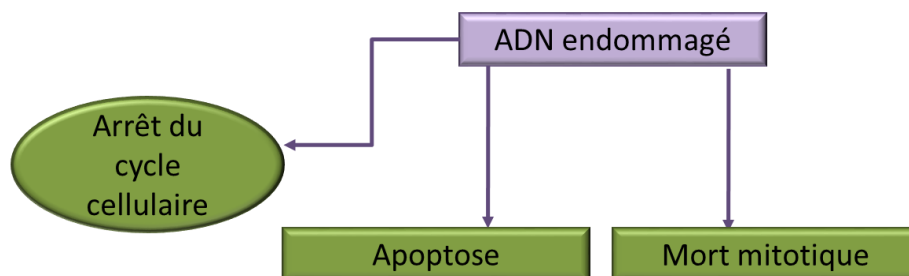 ADN endommagé
Arrêt du
cycle
cellulaire
Apoptose
Mort mitotique